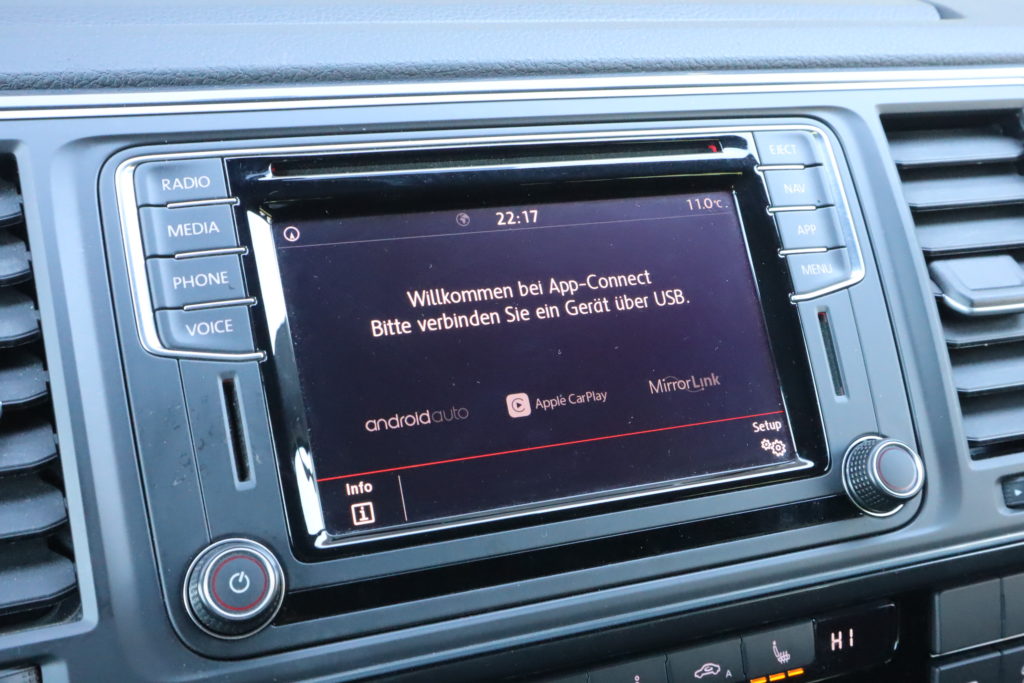 RADIO
MEDIA
PHONE
VOICE
EJECT
NAV
APP
MENU
22:17
11.0°C
Willkommen bei App-Connect
Bitte verbinden Sie ein Gerät über USB.
androidauto
Apple CarPlay
MirrorLink
Setup
Info
i
HI
A